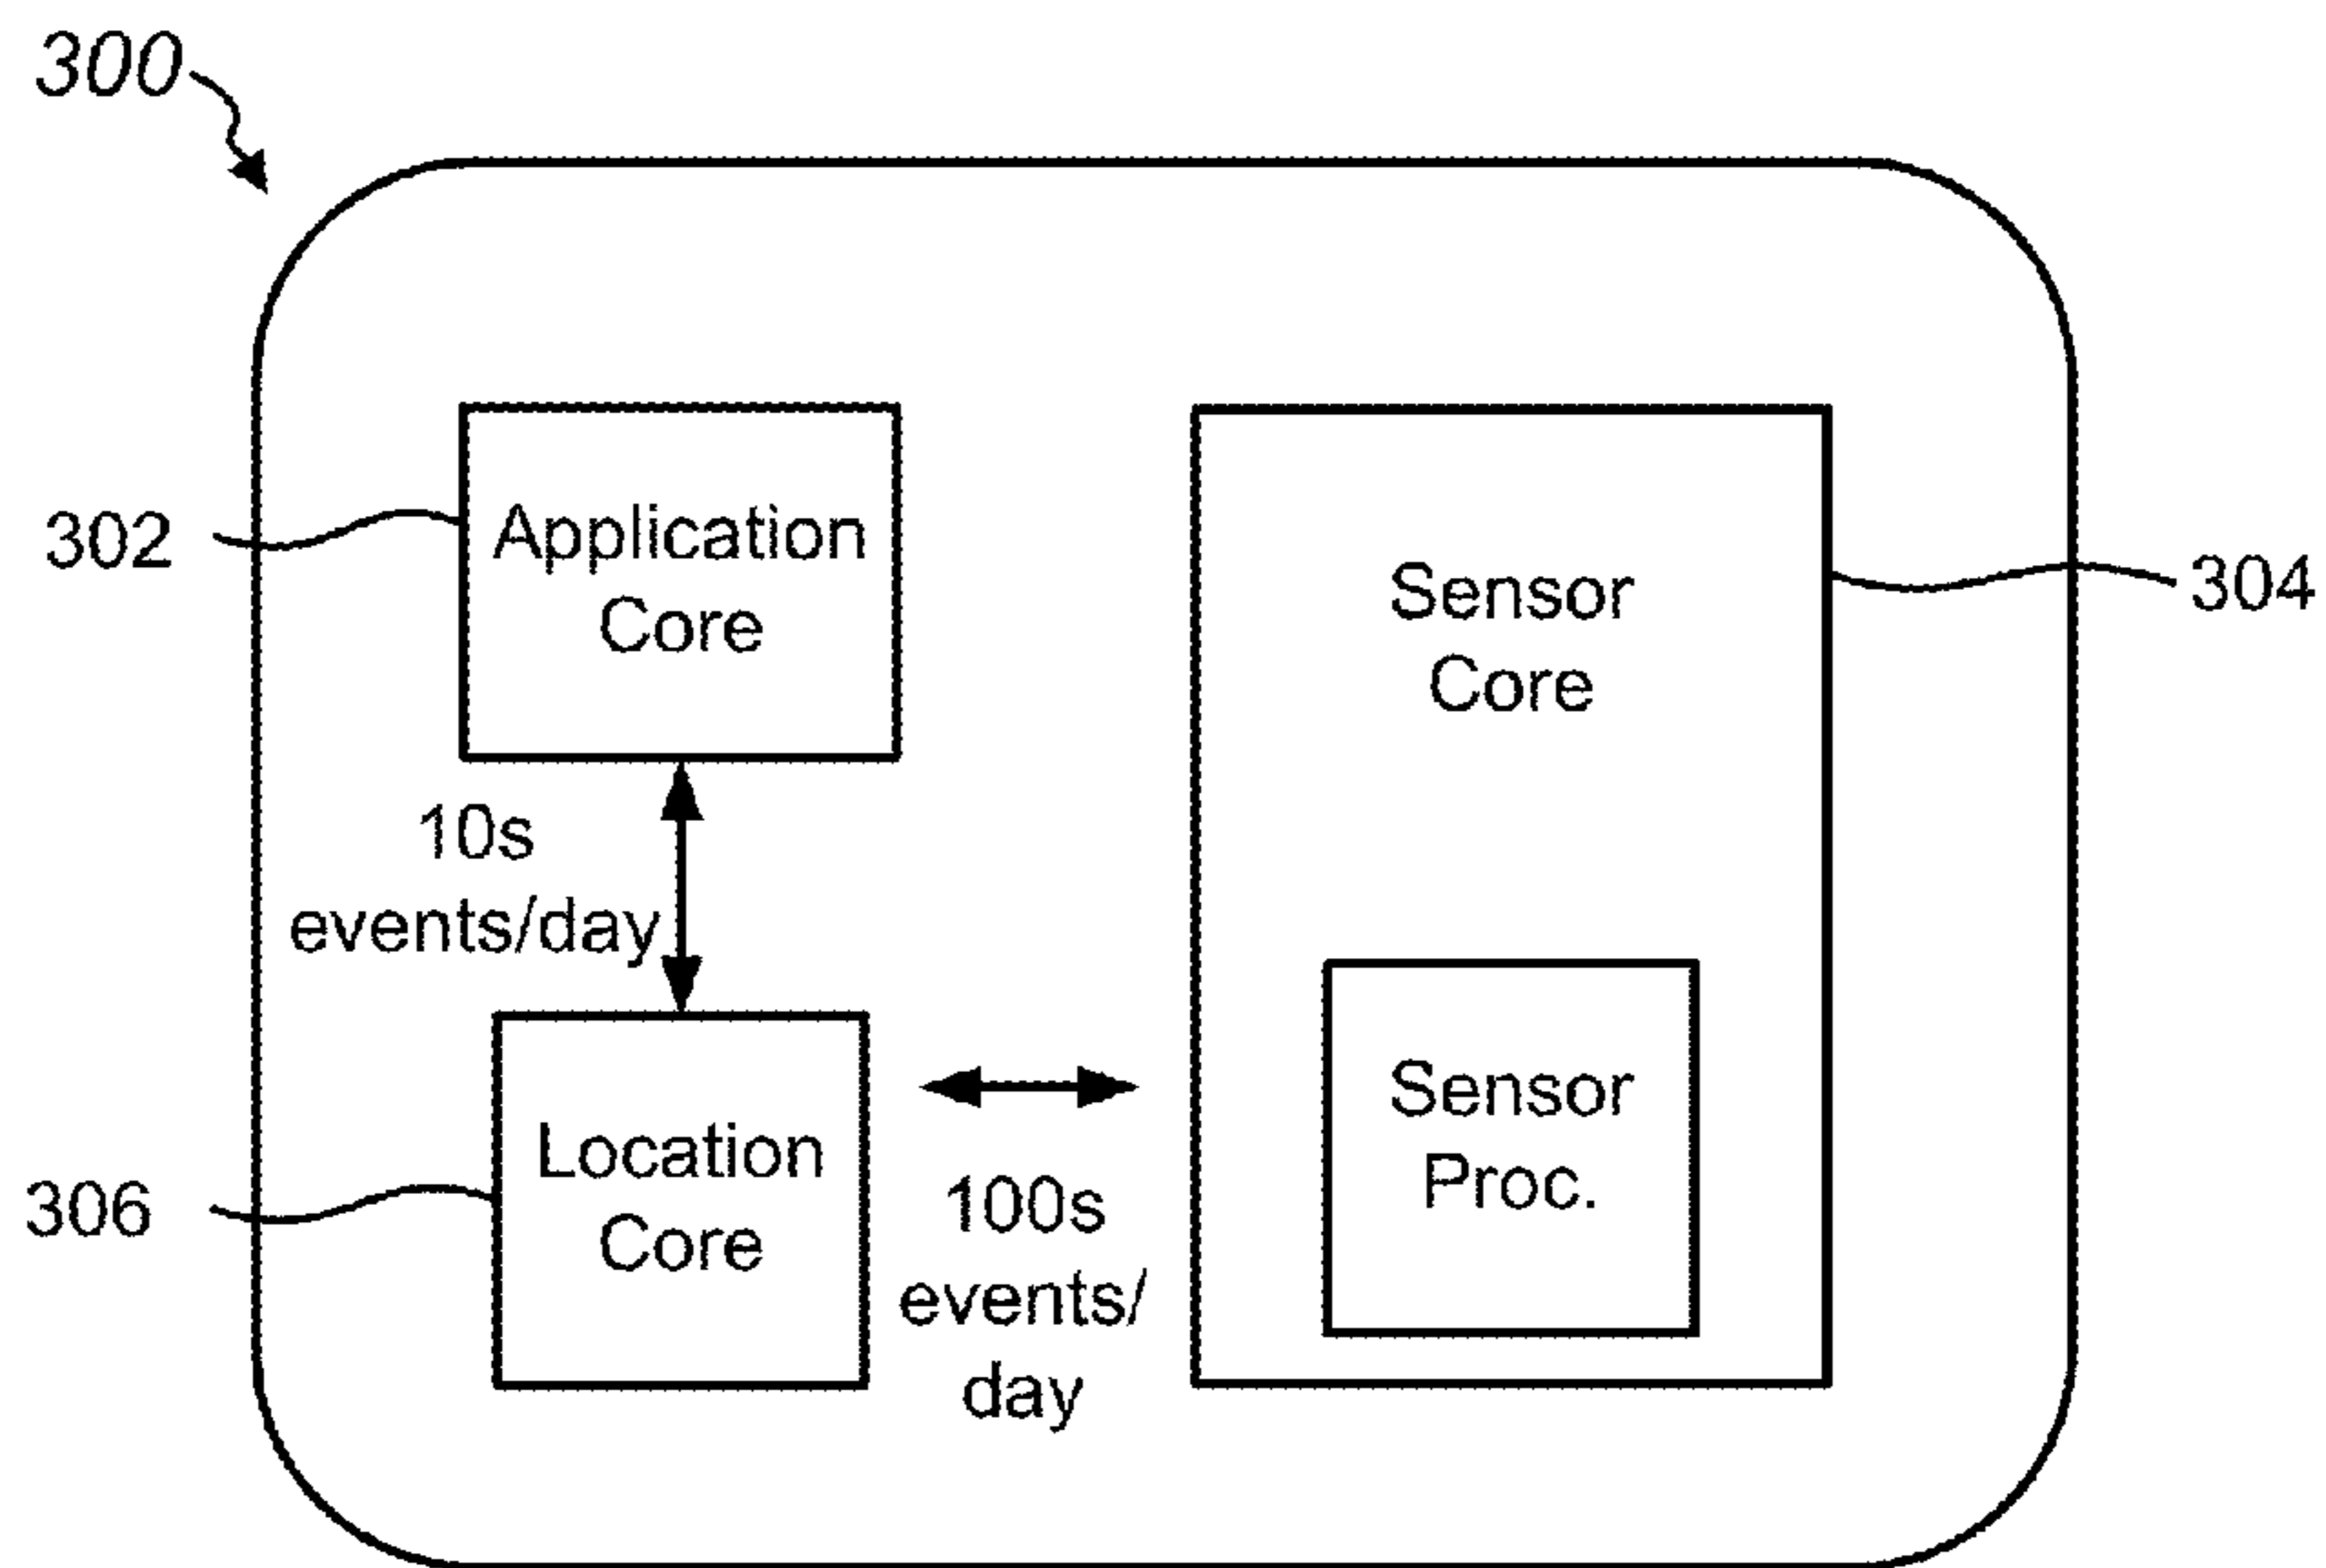 300
302
Application
Core
Sensor
Core
304
10s
events/day
Location
Core
306
100s
events/
day
Sensor
Proc.